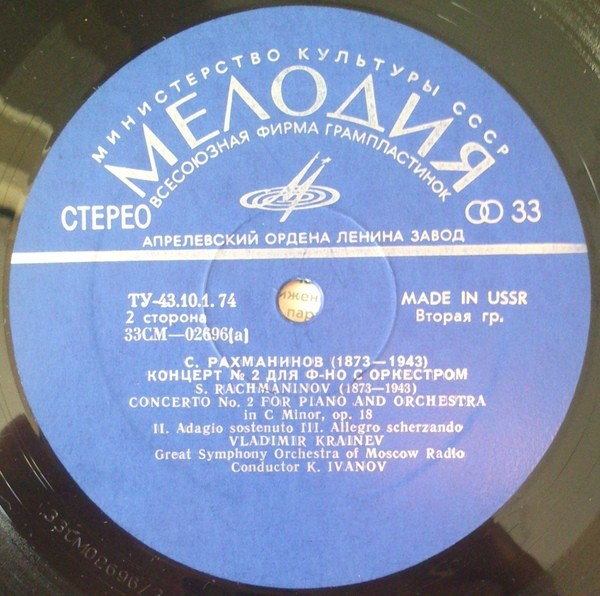 МИНИСТЕРСТВО КУЛЬТУРЫ СССР
МЕЛОДИЯ
ВСЕСОЮЗНАЯ ФИРМА ГРАМПЛАСТИНОК
СТЕРЕО 33
АПРЕЛЕВСКИЙ ОРДЕНА ЛЕНИНА ЗАВОД
ТУ-43.10.1.74 MADE IN USSR
2 сторона Вторая гр.
33СМ—02696(а)
С. РАХМАНИНОВ (1873—1943)
КОНЦЕРТ № 2 ДЛЯ Ф-НО С ОРКЕСТРОМ
S. RACHMANINOV (1873—1943)
CONCERTO No. 2 FOR PIANO AND ORCHESTRA
in C Minor, op. 18
II. Adagio sostenuto III. Allegro scherzando
VLADIMIR KRAINEV
Great Symphony Orchestra of Moscow Radio
Conductor K. IVANOV
33СМ02696/